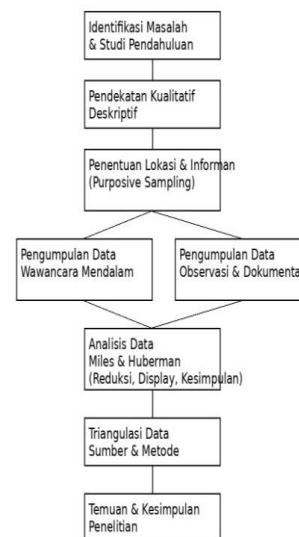 Identifikasi Masalah
& Studi Pendahuluan
Pendekatan Kualitatif
Deskriptif
Penentuan Lokasi & Informan
(Purposive Sampling)
Pengumpulan Data
Wawancara Mendalam
Pengumpulan Data
Observasi & Dokumenta
Analisis Data
Miles & Huberman
(Reduksi, Display, Kesimpulan)
Triangulasi Data
Sumber & Metode
Temuan & Kesimpulan
Penelitian